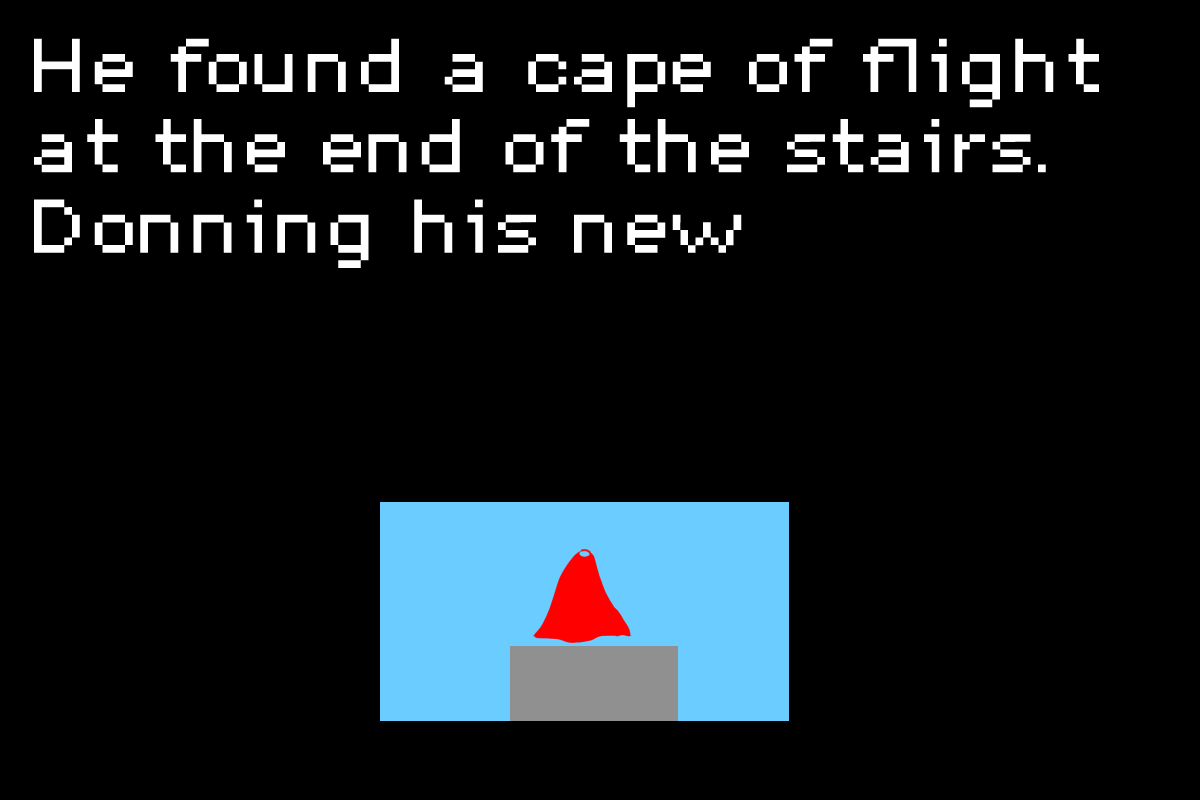 He found a cape of flight
at the end of the stairs.
Donning his new